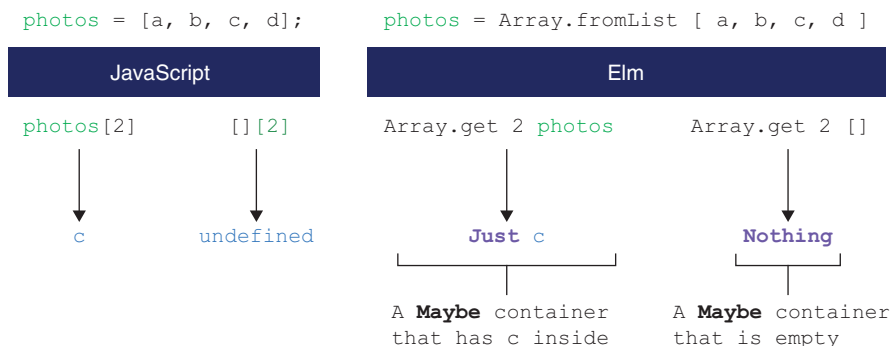 photos = [a, b, c, d];
photos = Array.fromList [ a, b, c, d ]
JavaScript
Elm
photos[2]
[][2]
Array.get 2 photos
Array.get 2 []
c
undefined
Just c
Nothing
A Maybe container
that has c inside
A Maybe container
that is empty